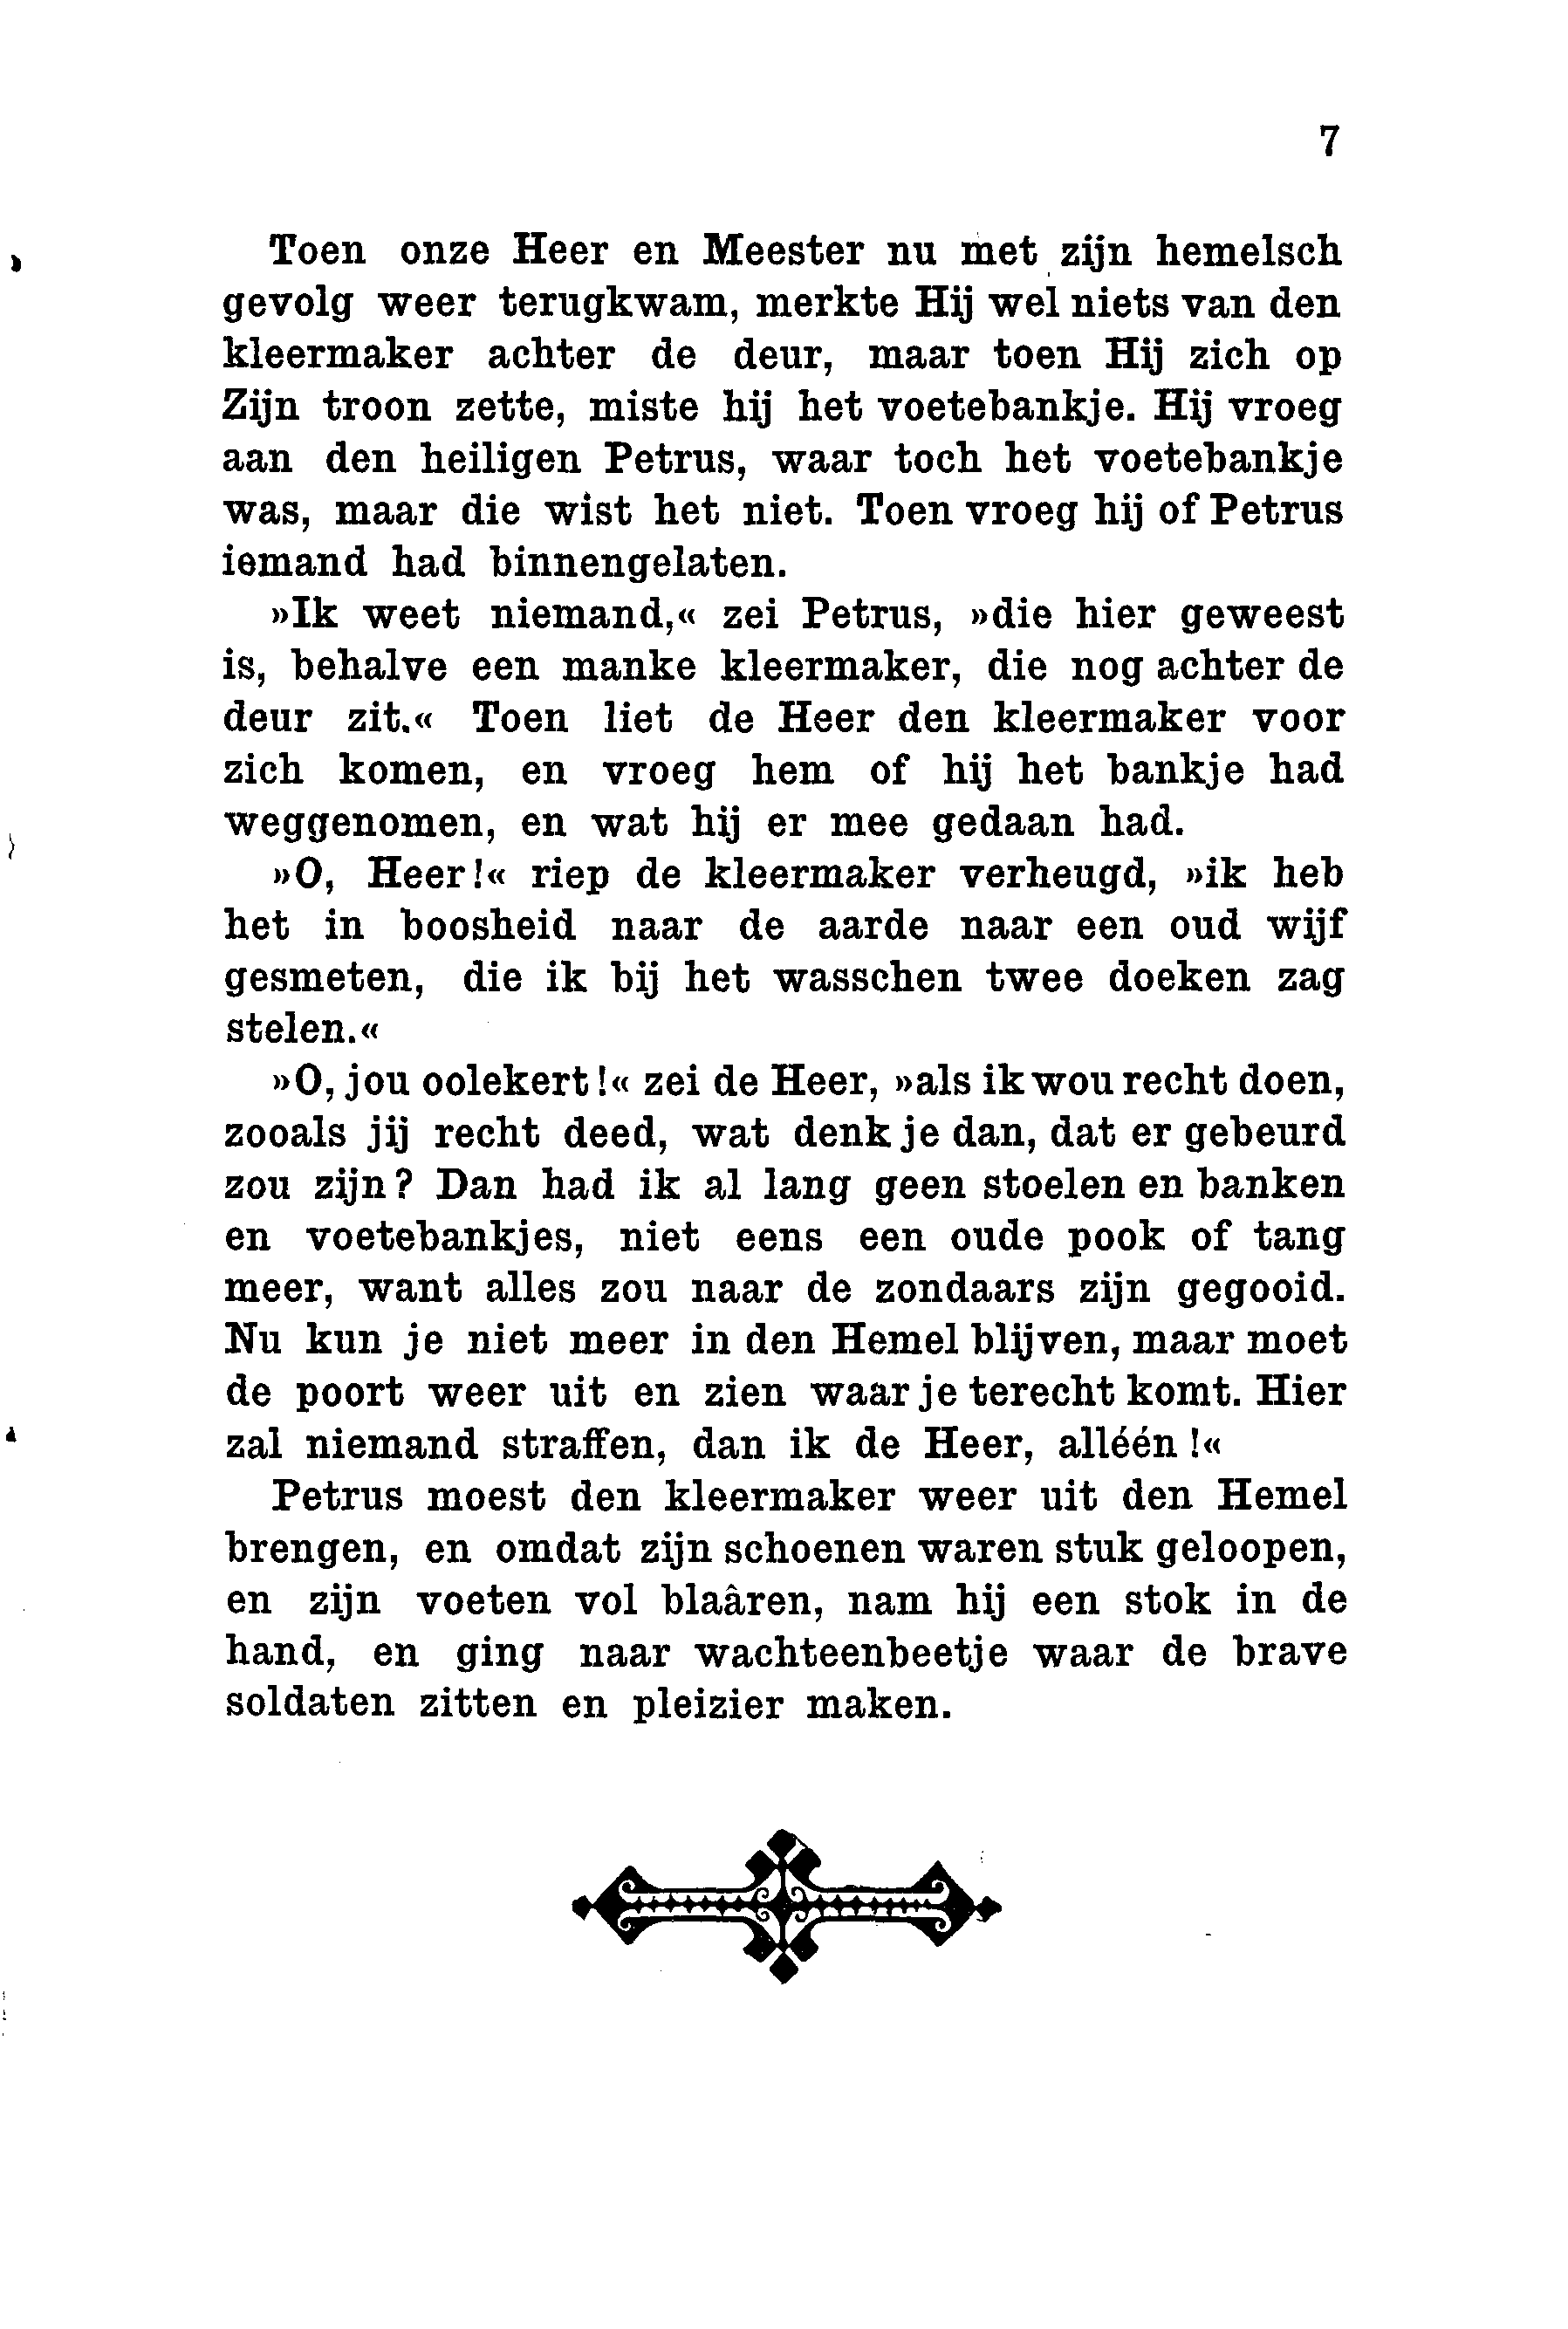 7
Toen onze Heer en Meester nu met zijn hemelsch
gevolg weer terugkwam, merkte Hij wel niets van den
kleermaker achter de deur, maar toen Hij zich op
Zijn troon zette, miste hij het voetebankje. Hij vroeg
aan den heiligen Petrus, waar toch het voetebankje
was, maar die wist het niet. Toen vroeg hij of Petrus
iemand had binnengelaten.
»Ik weet niemand,« zei Petrus, »die hier geweest
is, behalve een manke kleermaker, die nog achter de
deur zit.« Toen liet de Heer den kleermaker voor
zich komen, en vroeg hem of hij het bankje had
weggenomen, en wat hij er mee gedaan had.
»O, Heer!« riep de kleermaker verheugd, »ik heb
het in boosheid naar de aarde naar een oud wijf
gesmeten, die ik bij het wasschen twee doeken zag
stelen.«
»O, jou oolekert!« zei de Heer, »als ik wou recht doen,
zooals jij recht deed, wat denk je dan, dat er gebeurd
zou zijn? Dan had ik al lang geen stoelen en banken
en voetebankjes, niet eens een oude pook of tang
meer, want alles zou naar de zondaars zijn gegooid.
Nu kun je niet meer in den Hemel blijven, maar moet
de poort weer uit en zien waar je terecht komt. Hier
zal niemand straffen, dan ik de Heer, alléén!«
Petrus moest den kleermaker weer uit den Hemel
brengen, en omdat zijn schoenen waren stuk geloopen,
en zijn voeten vol blaâren, nam hij een stok in de
hand, en ging naar wachteenbeetje waar de brave
soldaten zitten en pleizier maken.